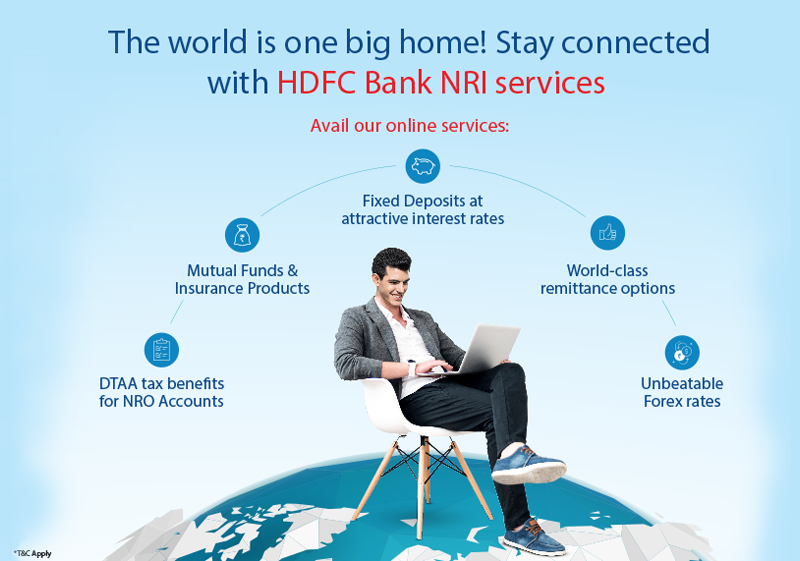 The world is one big home! Stay connected
with HDFC Bank NRI services
Avail our online services:
Fixed Deposits at
attractive interest rates
Mutual Funds &
Insurance Products
World-class
remittance options
DTAA tax benefits
for NRO Accounts
Unbeatable
Forex rates
*T&C Apply